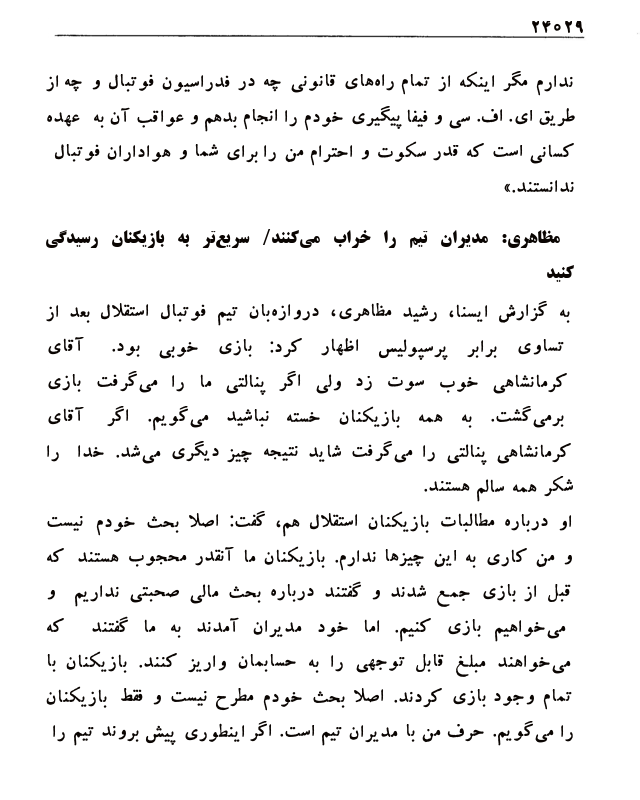 ۲۴۰۲۹
ندارم مگر اینکه از تمام راه‌های قانونی چه در فدراسیون فوتبال و چه از
طریق ای. اف. سی و فیفا پیگیری خودم را انجام بدهم و عواقب آن به عهده
کسانی است که قدر سکوت و احترام من را برای شما و هواداران فوتبال
ندانستند.»
مظاهری: مدیران تیم را خراب می‌کنند/ سریع‌تر به بازیکنان رسیدگی
کنید
به گزارش ایسنا، رشید مظاهری، دروازه‌بان تیم فوتبال استقلال بعد از
تساوی برابر پرسپولیس اظهار کرد: بازی خوبی بود. آقای
کرمانشاهی خوب سوت زد ولی اگر پنالتی ما را می‌گرفت بازی
برمی‌گشت. به همه بازیکنان خسته نباشید می‌گویم. اگر آقای
کرمانشاهی پنالتی را می‌گرفت شاید نتیجه چیز دیگری می‌شد. خدا را
شکر همه سالم هستند.
او درباره مطالبات بازیکنان استقلال هم، گفت: اصلا بحث خودم نیست
و من کاری به این چیزها ندارم. بازیکنان ما آنقدر محجوب هستند که
قبل از بازی جمع شدند و گفتند درباره بحث مالی صحبتی نداریم و
می‌خواهیم بازی کنیم. اما خود مدیران آمدند به ما گفتند که
می‌خواهند مبلغ قابل توجهی را به حسابمان واریز کنند. بازیکنان با
تمام وجود بازی کردند. اصلا بحث خودم مطرح نیست و فقط بازیکنان
را می‌گویم. حرف من با مدیران تیم است. اگر اینطوری پیش بروند تیم را